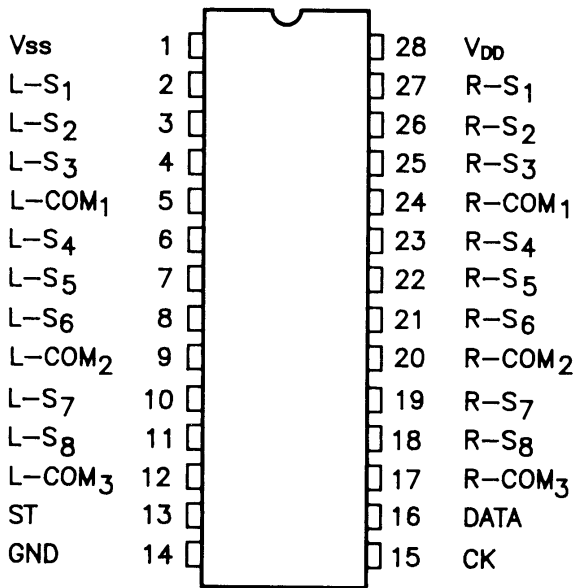 Vss 1 28 VDD
L-S1 2 27 R-S1
L-S2 3 26 R-S2
L-S3 4 25 R-S3
L-COM1 5 24 R-COM1
L-S4 6 23 R-S4
L-S5 7 22 R-S5
L-S6 8 21 R-S6
L-COM2 9 20 R-COM2
L-S7 10 19 R-S7
L-S8 11 18 R-S8
L-COM3 12 17 R-COM3
ST 13 16 DATA
GND 14 15 CK